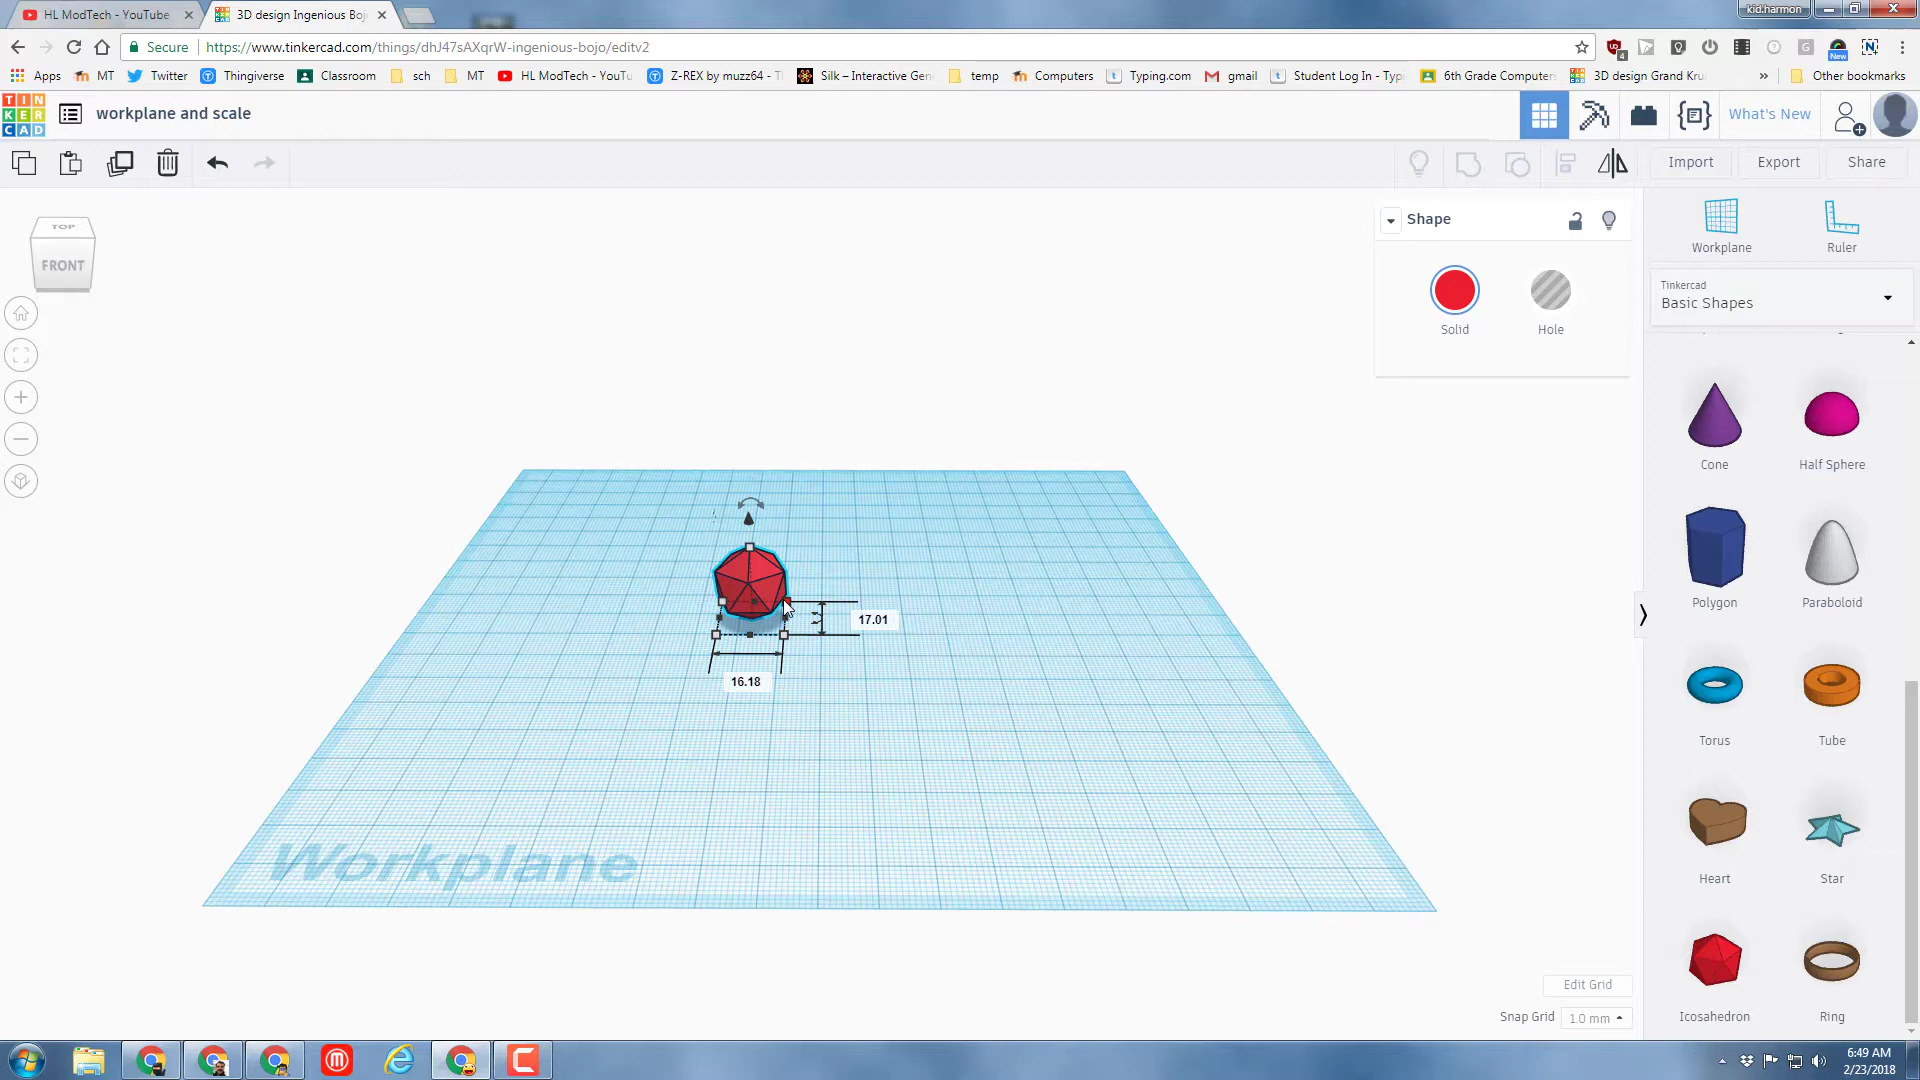 HL ModTech - YouTube
3D design Ingenious Boj
kid.harmon
Secure
https://www.tinkercad.com/things/dhJ47sAXqrW-ingenious-bojo/editv2
4
New
Apps
MT
Twitter
Thingiverse
Classroom
sch
MT
HL ModTech - YouTu
Z-REX by muzz64 - T
Silk – Interactive Gen
temp
Computers
Typing.com
gmail
Student Log In - Typ
6th Grade Computers
3D design Grand Kru
»
Other bookmarks
TIN
KER
CAD
workplane and scale
What's New
Import
Export
Share
TOP
FRONT
Shape
Solid
Hole
Workplane
Ruler
Tinkercad
Basic Shapes
Cone
Half Sphere
Polygon
Paraboloid
Torus
Tube
Heart
Star
Icosahedron
Ring
17.01
16.18
Workplane
Edit Grid
Snap Grid
1.0 mm
6:49 AM
2/23/2018